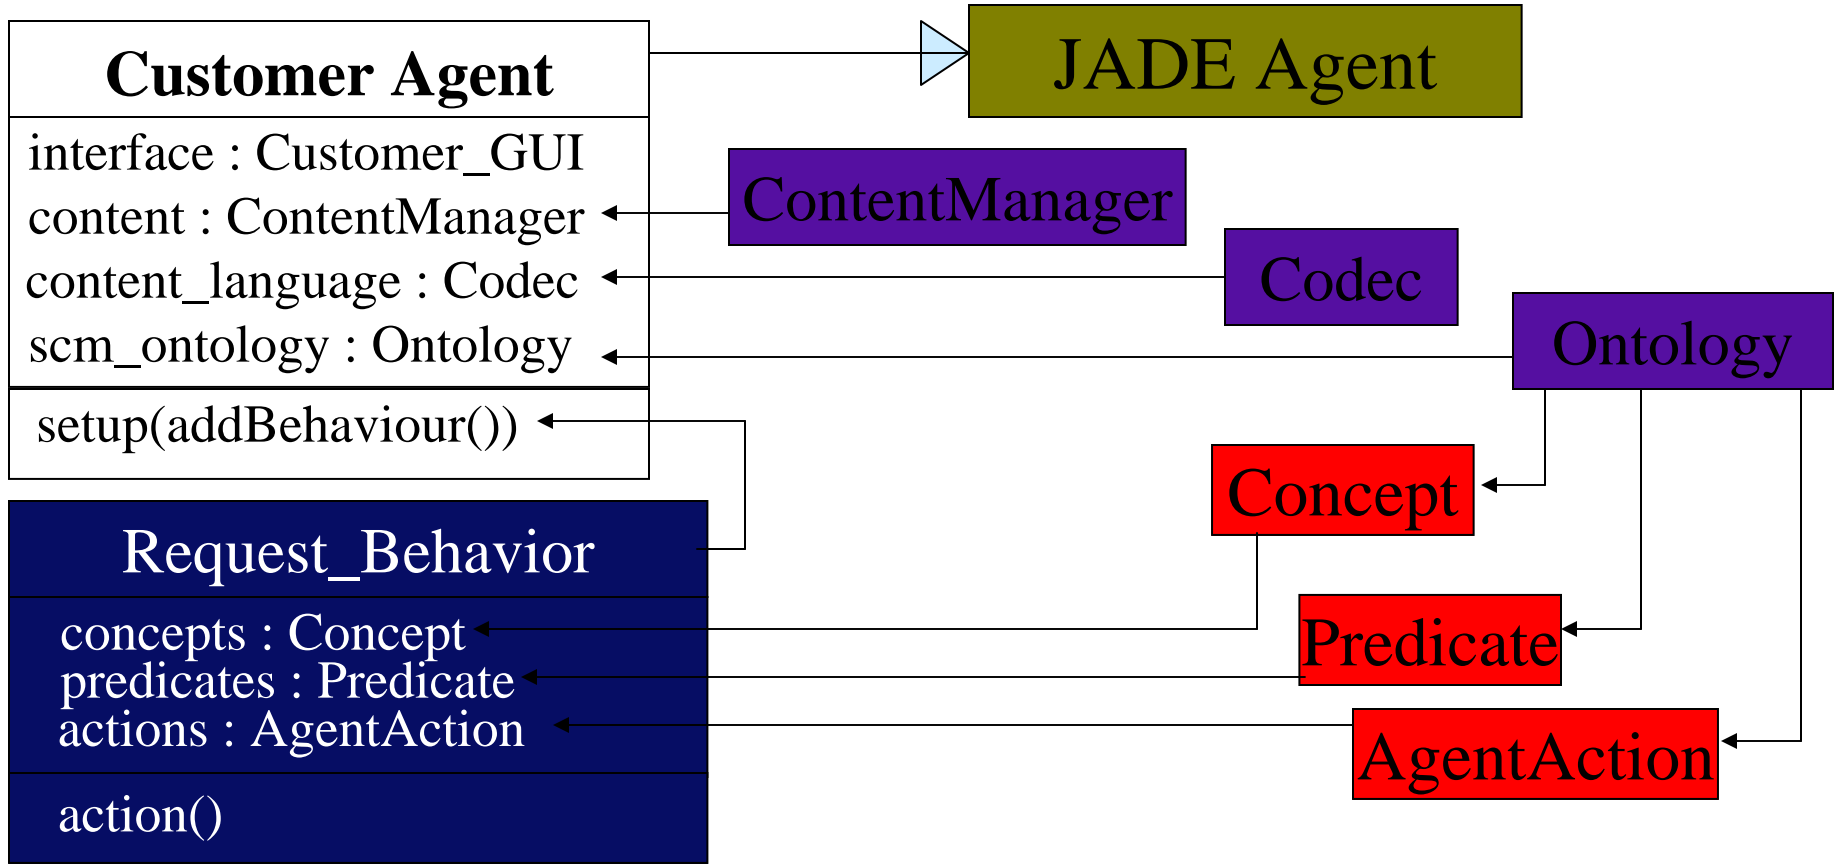 Customer Agent
interface : Customer_GUI
content : ContentManager
content_language : Codec
scm_ontology : Ontology
setup(addBehaviour())
JADE Agent
ContentManager
Codec
Ontology
Concept
Predicate
AgentAction
Request_Behavior
concepts : Concept
predicates : Predicate
actions : AgentAction
action()